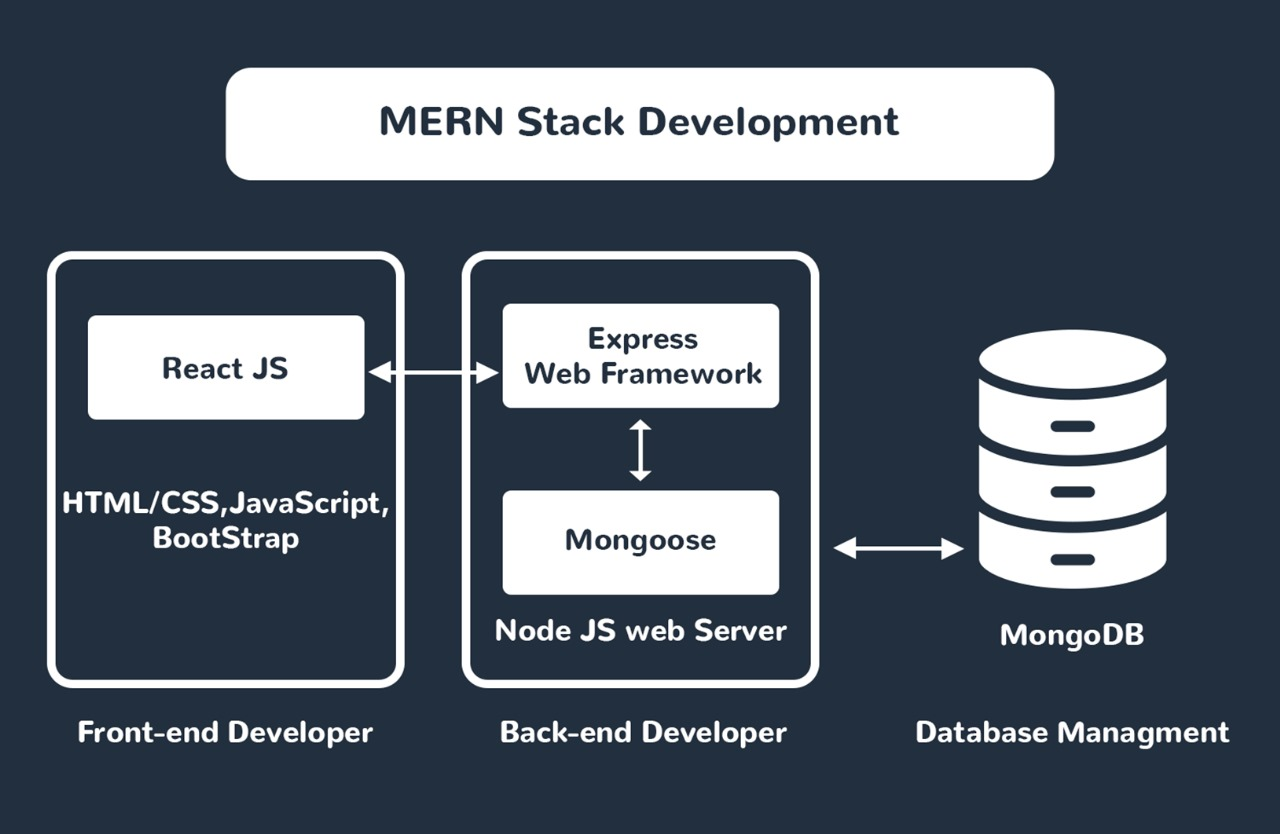 MERN Stack Development
React JS
HTML/CSS,JavaScript,
BootStrap
Front-end Developer
Express
Web Framework
Mongoose
Node JS web Server
Back-end Developer
MongoDB
Database Managment